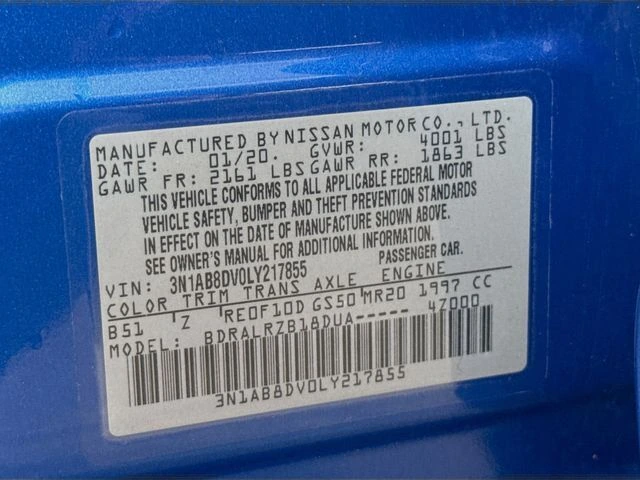 MANUFACTURED BY NISSAN MOTOR CO., LTD.
DATE: 01/20. GVWR: 4001 LBS
GAWR FR: 2161 LBS GAWR RR: 1863 LBS
THIS VEHICLE CONFORMS TO ALL APPLICABLE FEDERAL MOTOR
VEHICLE SAFETY, BUMPER AND THEFT PREVENTION STANDARDS
IN EFFECT ON THE DATE OF MANUFACTURE SHOWN ABOVE.
SEE OWNER'S MANUAL FOR ADDITIONAL INFORMATION.
VIN: 3N1AB8DV0LY217855 PASSENGER CAR.
COLOR TRIM TRANS AXLE ENGINE
B51 Z RE0F10D GS50 MR20 1997 CC
MODEL: BDRALRZB18DUA----- 4Z000
3N1AB8DV0LY217855